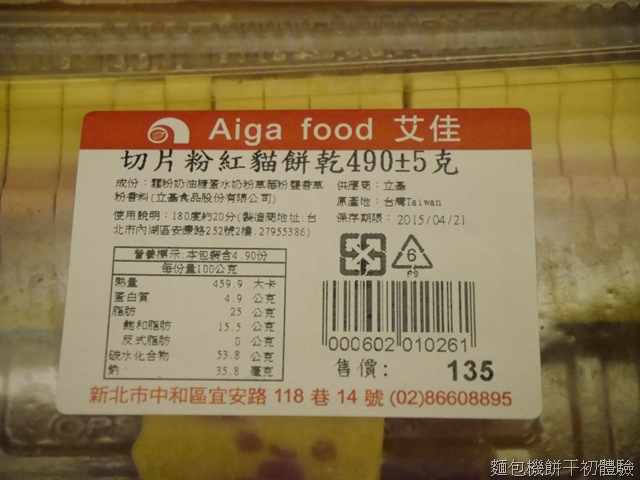 Aiga food 艾佳
切片粉紅貓餅乾490±5克
成份：麵粉奶油糖蛋水奶粉草莓粉鹽香草
粉香料(立基食品股份有限公司)
使用說明：180度約20分(製造商地址:台
北市內湖區安康路252號2樓.27955386)
供應商：立基
原產地：台灣Taiwan
保存期限：2015/04/21
營養標示:本包裝含4.90份
每份量100公克
熱量 459.9 大卡
蛋白質 4.9 公克
脂肪 25 公克
飽和脂肪 15.5 公克
反式脂肪 0 公克
碳水化合物 53.8 公克
鈉 35.8 毫克
6
PS
000602 010261
售價: 135
新北市中和區宜安路 118 巷 14 號 (02)86608895
OPS
麵包機餅干初體驗